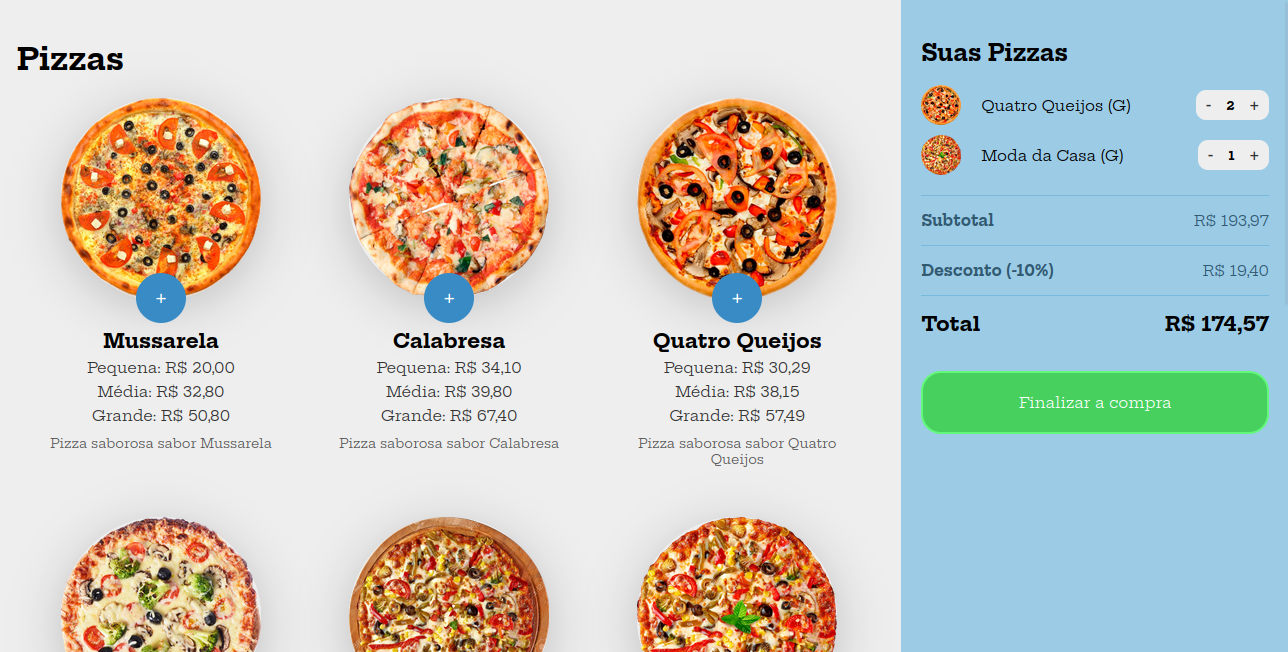 Pizzas
+
+
+
Mussarela
Pequena: R$ 20,00
Média: R$ 32,80
Grande: R$ 50,80
Pizza saborosa sabor Mussarela
Calabresa
Pequena: R$ 34,10
Média: R$ 39,80
Grande: R$ 67,40
Pizza saborosa sabor Calabresa
Quatro Queijos
Pequena: R$ 30,29
Média: R$ 38,15
Grande: R$ 57,49
Pizza saborosa sabor Quatro
Queijos
Suas Pizzas
Quatro Queijos (G) - 2 +
Moda da Casa (G) - 1 +
Subtotal R$ 193,97
Desconto (-10%) R$ 19,40
Total R$ 174,57
Finalizar a compra